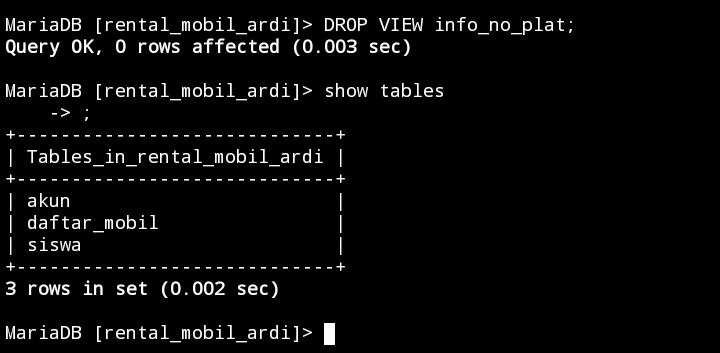 MariaDB [rental_mobil_ardi]> DROP VIEW info_no_plat;
Query OK, 0 rows affected (0.003 sec)

MariaDB [rental_mobil_ardi]> show tables
    -> ;
+-----------------------------+
| Tables_in_rental_mobil_ardi |
+-----------------------------+
| akun                        |
| daftar_mobil                |
| siswa                       |
+-----------------------------+
3 rows in set (0.002 sec)

MariaDB [rental_mobil_ardi]>